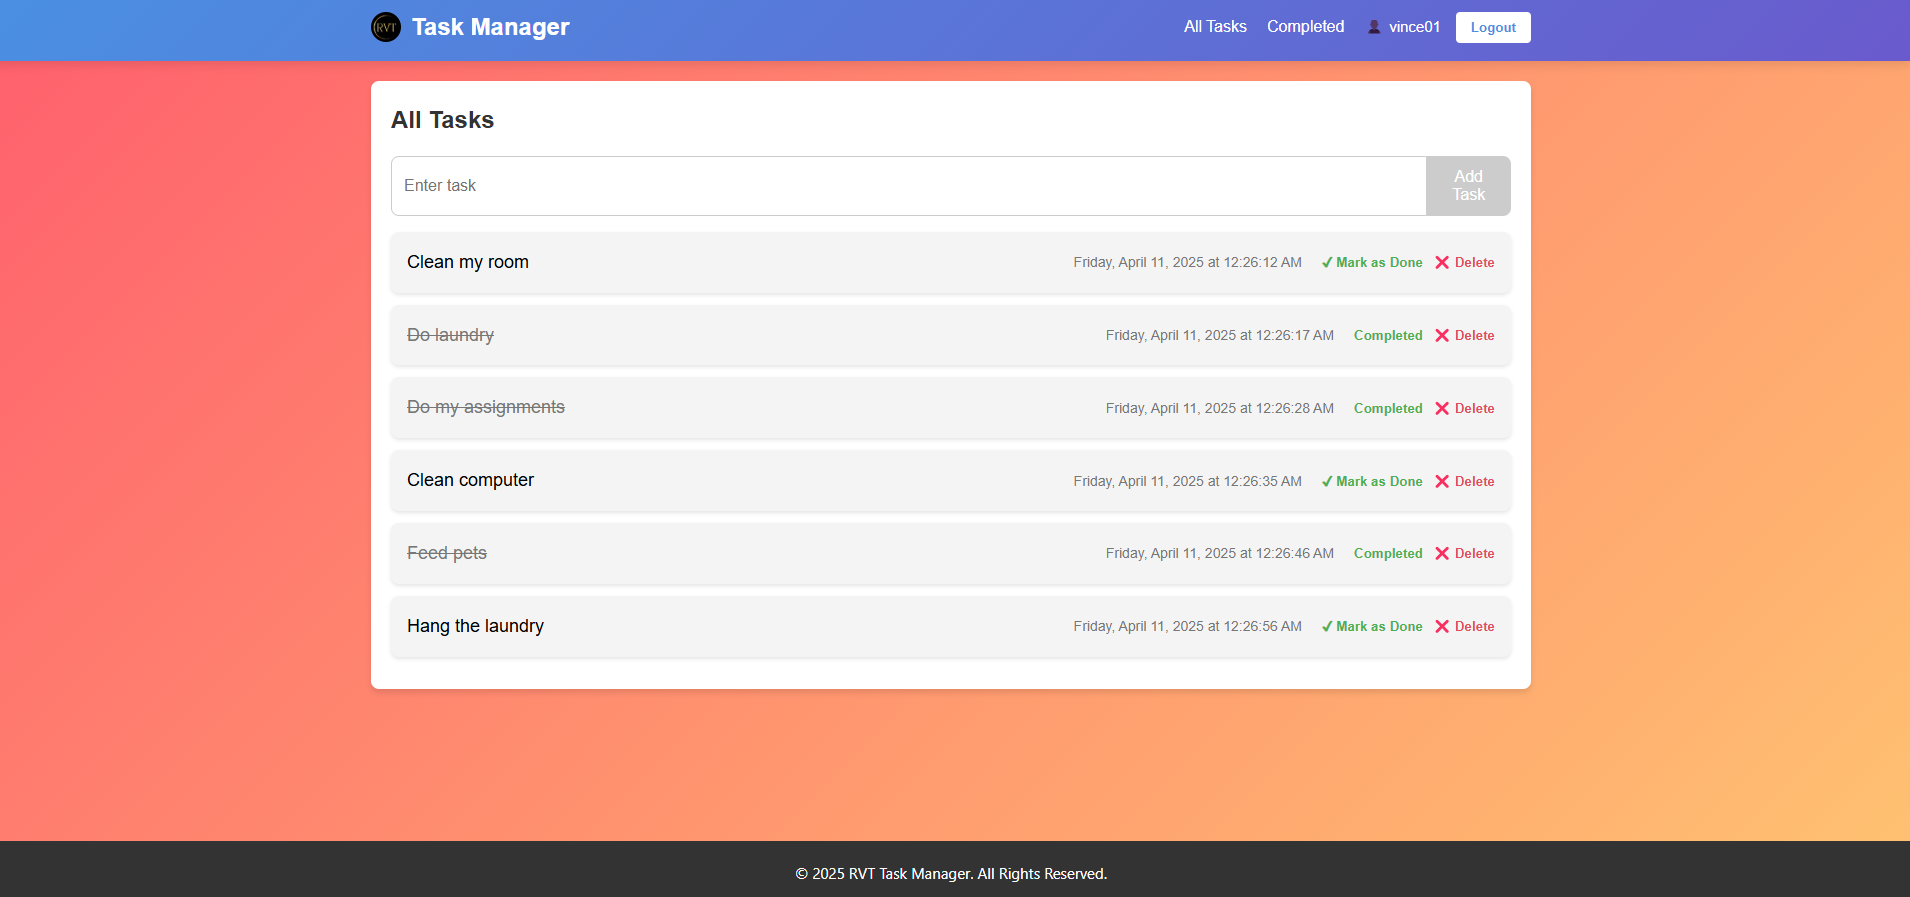 RVT Task Manager All Tasks Completed vince01 Logout
All Tasks
Enter task
Add
Task
Clean my room Friday, April 11, 2025 at 12:26:12 AM ✔ Mark as Done ❌ Delete
Do laundry Friday, April 11, 2025 at 12:26:17 AM Completed ❌ Delete
Do my assignments Friday, April 11, 2025 at 12:26:28 AM Completed ❌ Delete
Clean computer Friday, April 11, 2025 at 12:26:35 AM ✔ Mark as Done ❌ Delete
Feed pets Friday, April 11, 2025 at 12:26:46 AM Completed ❌ Delete
Hang the laundry Friday, April 11, 2025 at 12:26:56 AM ✔ Mark as Done ❌ Delete
© 2025 RVT Task Manager. All Rights Reserved.